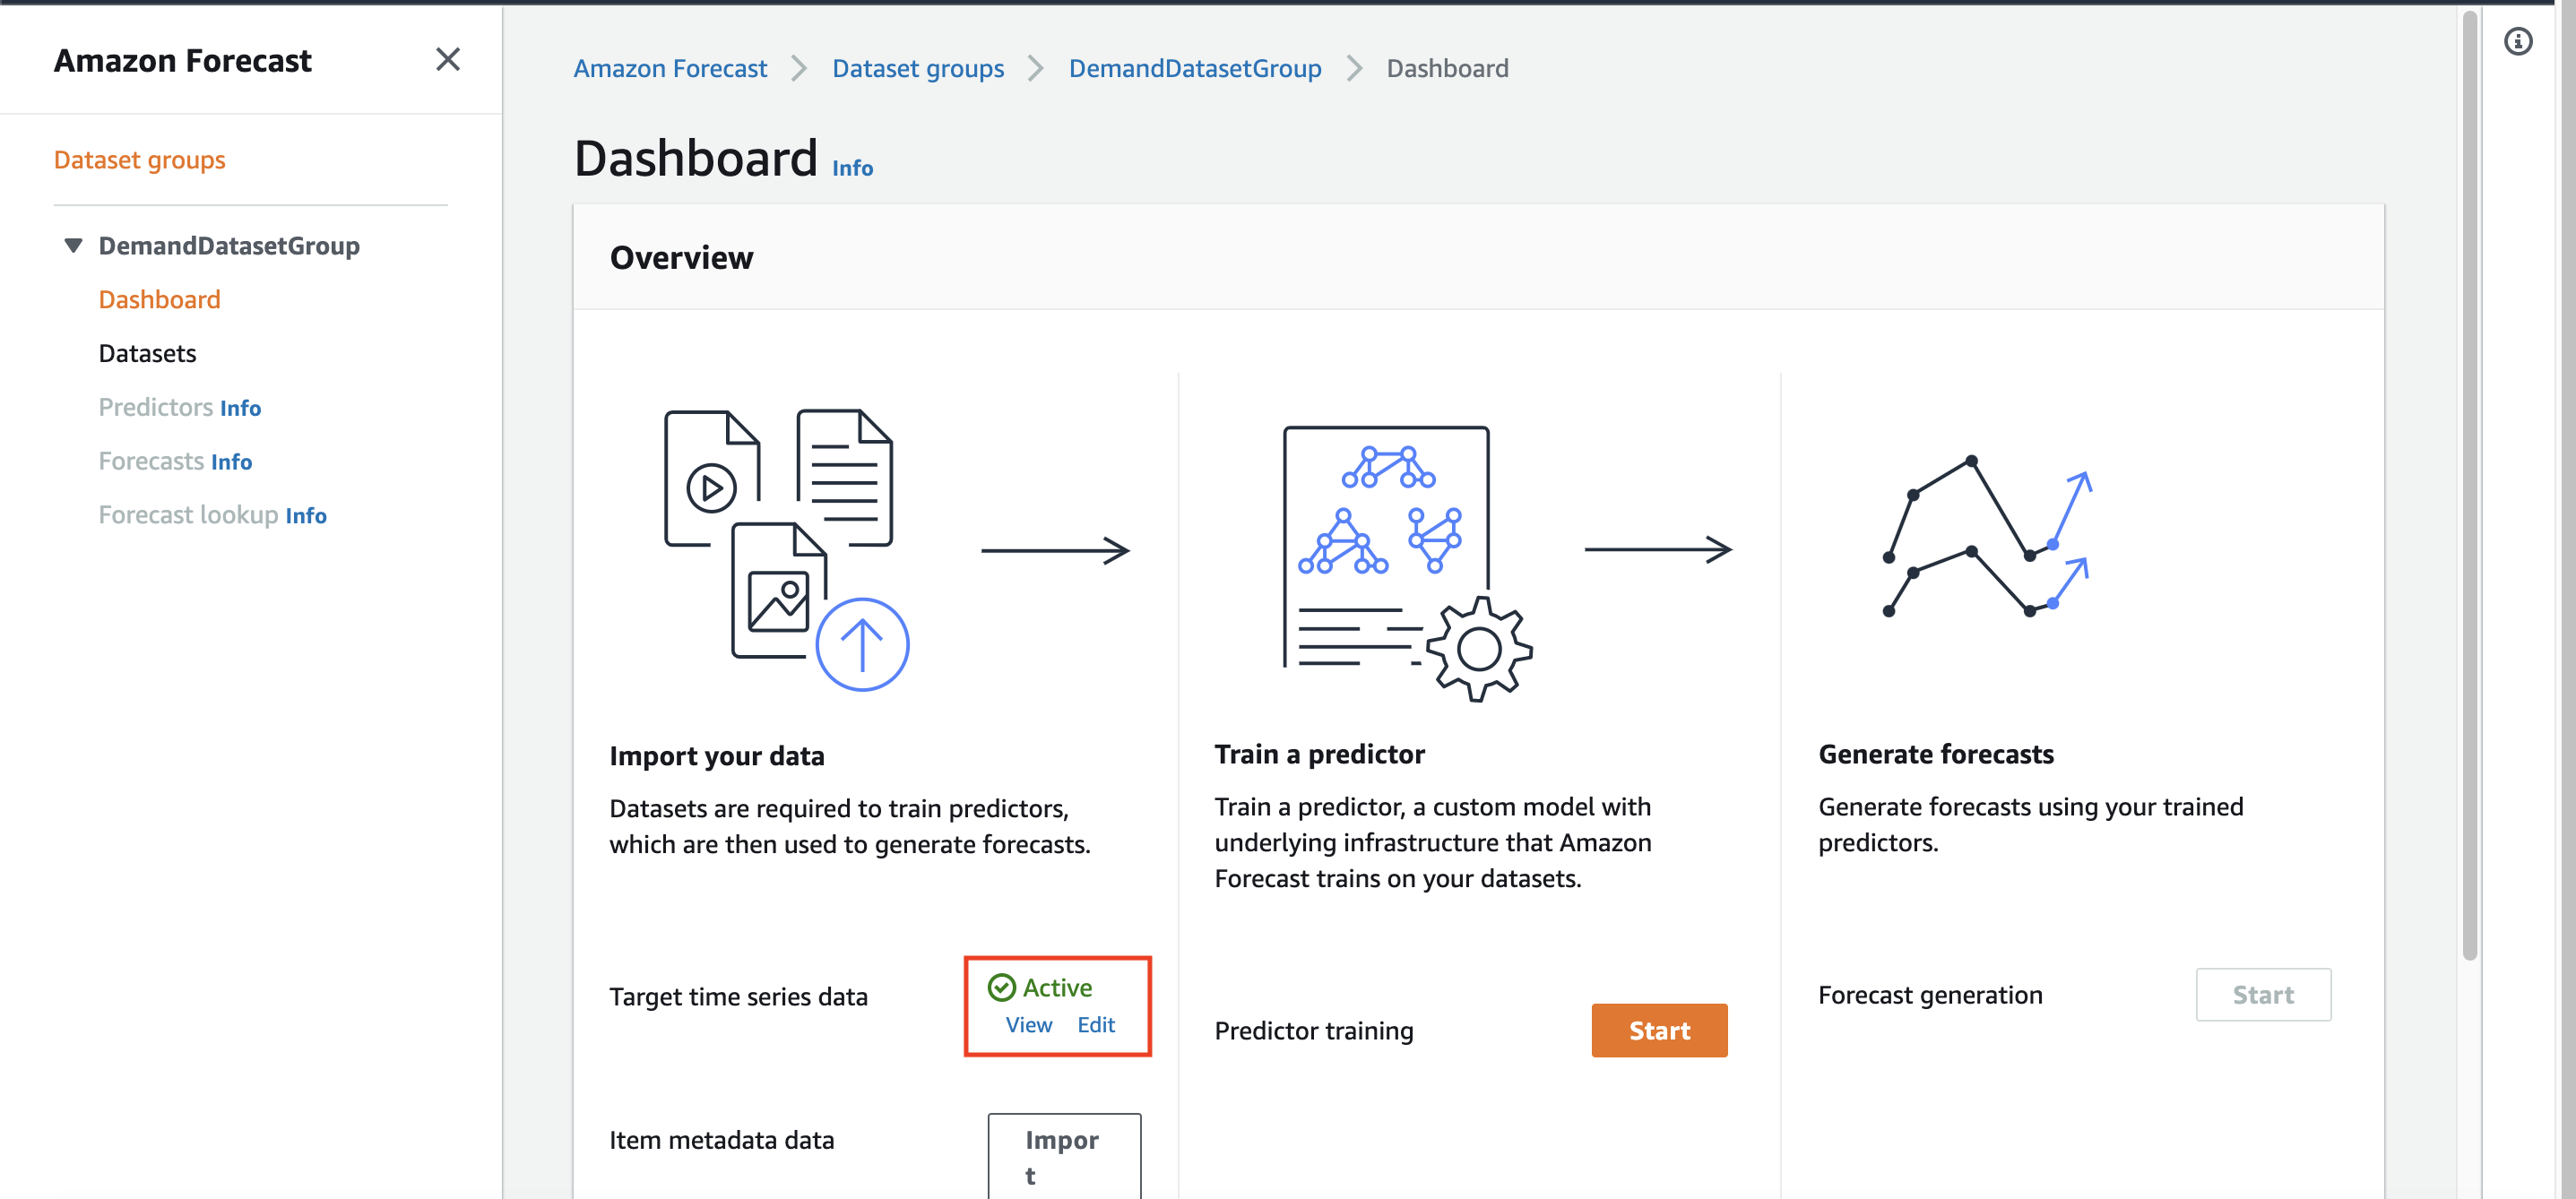 Amazon Forecast
Dataset groups
DemandDatasetGroup
Dashboard
Datasets
Predictors Info
Forecasts Info
Forecast lookup Info
Amazon Forecast Dataset groups DemandDatasetGroup Dashboard
Dashboard Info
Overview
Import your data
Datasets are required to train predictors,
which are then used to generate forecasts.
Target time series data
Active
View Edit
Item metadata data
Impor
t
Train a predictor
Train a predictor, a custom model with
underlying infrastructure that Amazon
Forecast trains on your datasets.
Predictor training Start
Generate forecasts
Generate forecasts using your trained
predictors.
Forecast generation Start